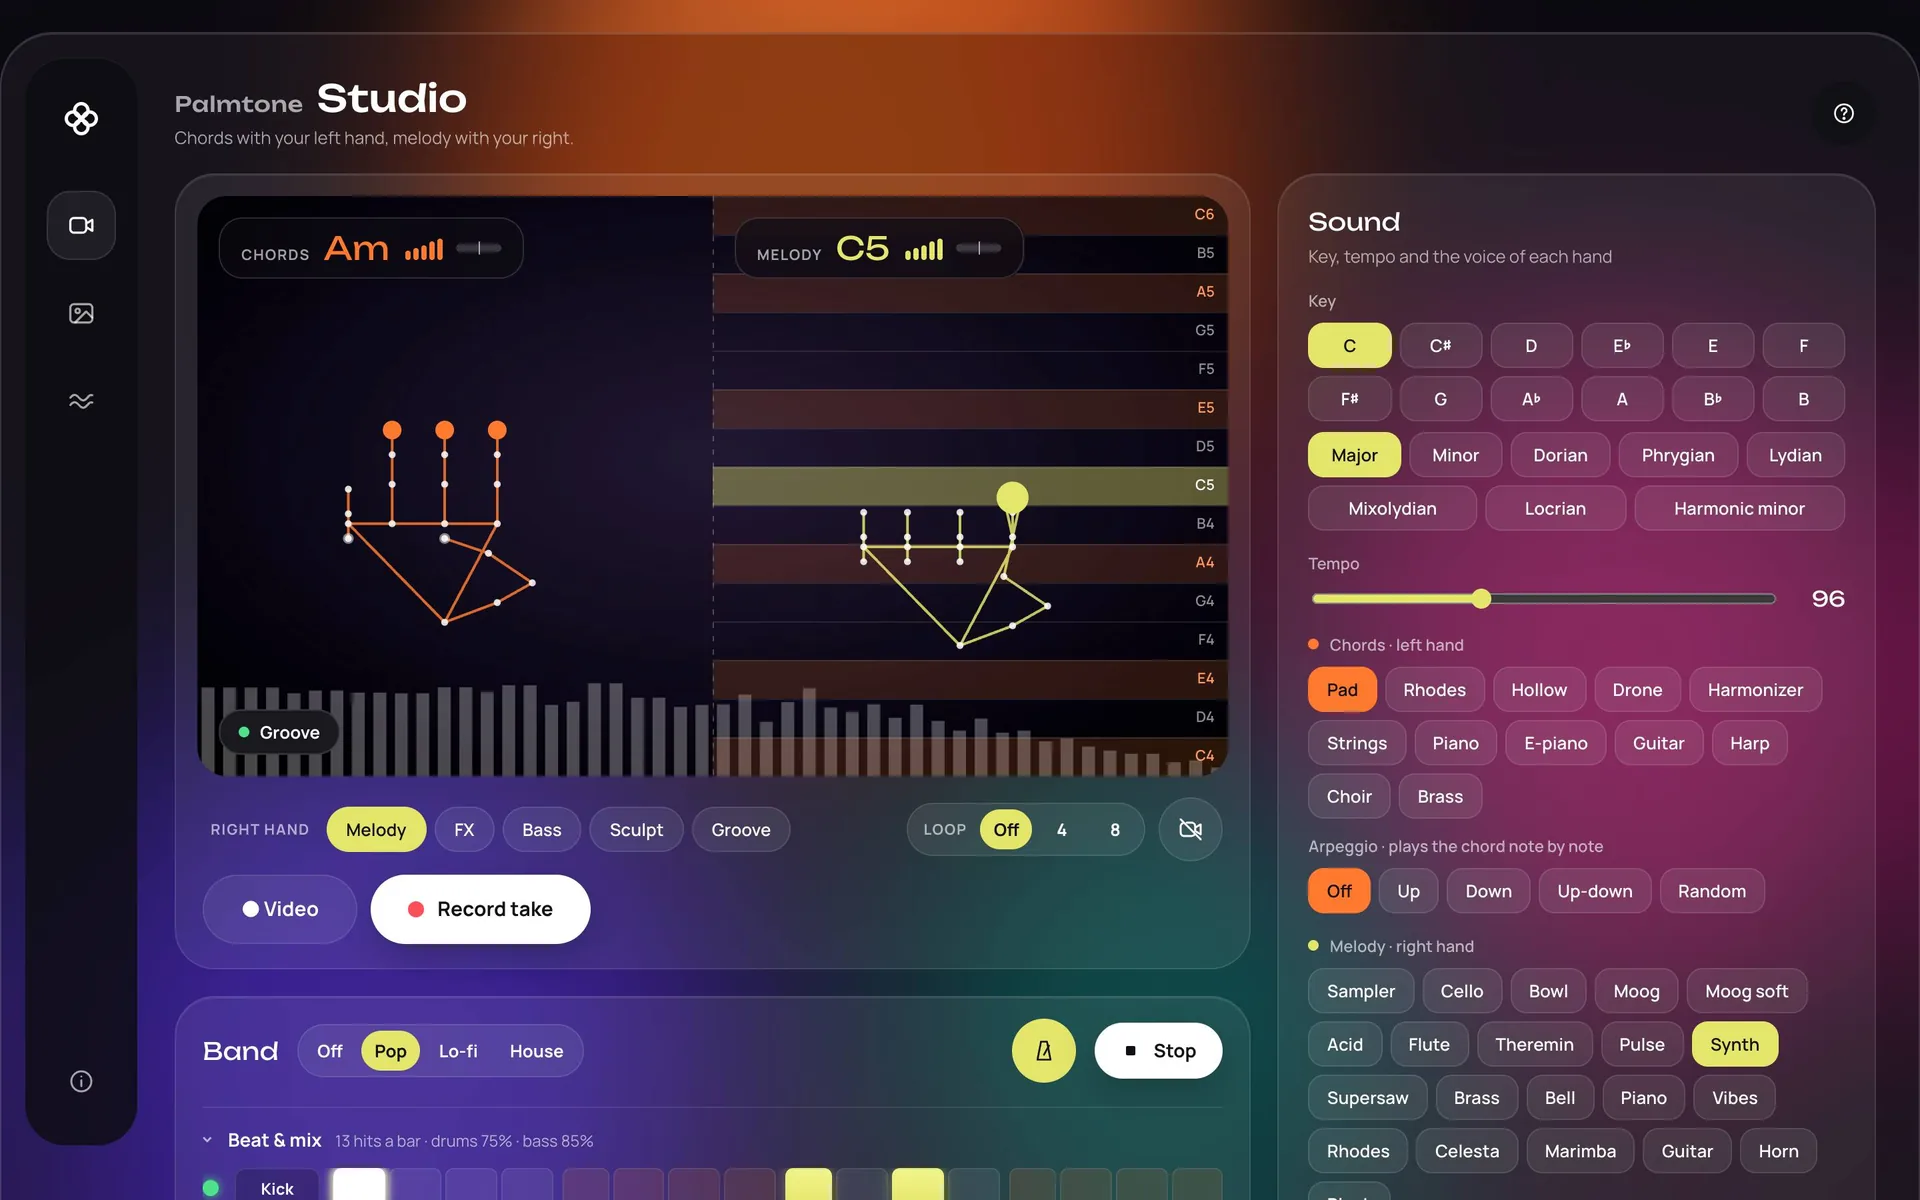 Palmtone Studio
Chords with your left hand, melody with your right.
CHORDS Am
MELODY C5
C6
B5
A5
G5
F5
E5
D5
C5
B4
A4
G4
F4
E4
D4
C4
Groove
RIGHT HAND Melody FX Bass Sculpt Groove
LOOP Off 4 8
Video Record take
Band Off Pop Lo-fi House
Stop
Beat & mix 13 hits a bar · drums 75% · bass 85%
Kick
Sound
Key, tempo and the voice of each hand
Key
C C# D E♭ E F
F# G A♭ A B♭ B
Major Minor Dorian Phrygian Lydian
Mixolydian Locrian Harmonic minor
Tempo
96
Chords · left hand
Pad Rhodes Hollow Drone Harmonizer
Strings Piano E-piano Guitar Harp
Choir Brass
Arpeggio · plays the chord note by note
Off Up Down Up-down Random
Melody · right hand
Sampler Cello Bowl Moog Moog soft
Acid Flute Theremin Pulse Synth
Supersaw Brass Bell Piano Vibes
Rhodes Celesta Marimba Guitar Horn